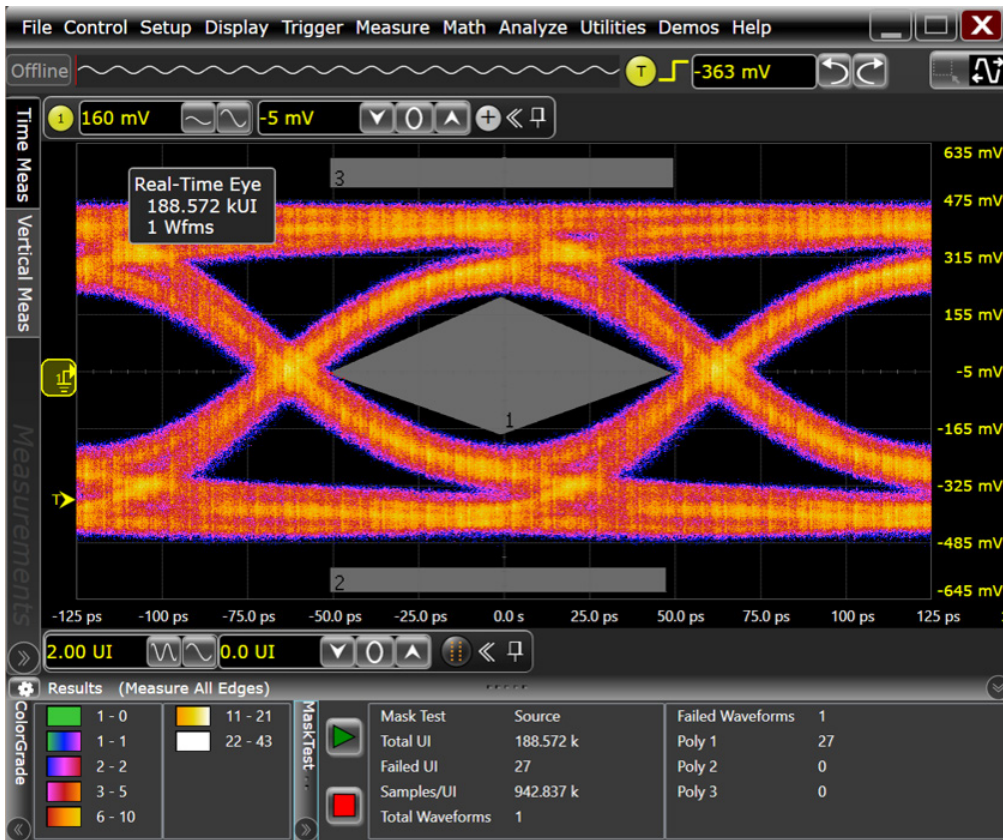 File Control Setup Display Trigger Measure Math Analyze Utilities Demos Help X
Offline T -363 mV
Time Meas
Vertical Meas
Measurements
1 160 mV -5 mV 0
635 mV
3
Real-Time Eye
188.572 kUI
1 Wfms
475 mV
315 mV
155 mV
1
-5 mV
1
-165 mV
T
-325 mV
-485 mV
2
-645 mV
-125 ps -100 ps -75.0 ps -50.0 ps -25.0 ps 0.0 s 25.0 ps 50.0 ps 75.0 ps 100 ps 125 ps
2.00 UI 0.0 UI 0
Results (Measure All Edges)
ColorGrade
1 - 0 11 - 21
1 - 1 22 - 43
2 - 2
3 - 5
6 - 10
MaskTest
Mask Test Source Failed Waveforms 1
Total UI 188.572 k Poly 1 27
Failed UI 27 Poly 2 0
Samples/UI 942.837 k Poly 3 0
Total Waveforms 1